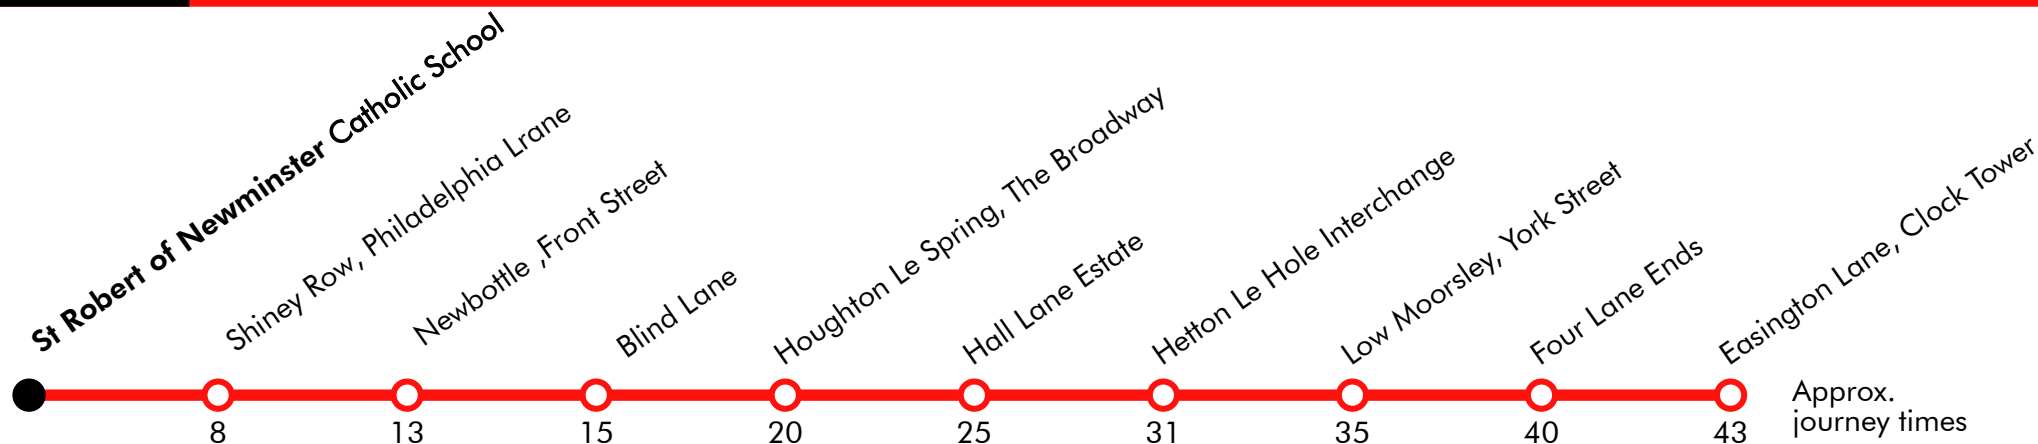 St Robert of Newminster Catholic School
Shiney Row, Philadelphia Lrane
Newbottle ,Front Street
Blind Lane
Houghton Le Spring, The Broadway
Hall Lane Estate
Hetton Le Hole Interchange
Low Moorsley, York Street
Four Lane Ends
Easington Lane, Clock Tower
8 13 15 20 25 31 35 40 43
Approx.
journey times